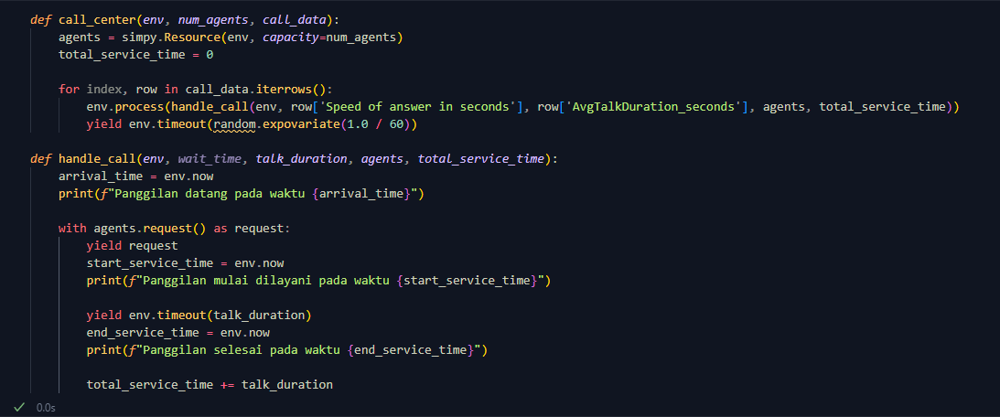 def call_center(env, num_agents, call_data):
    agents = simpy.Resource(env, capacity=num_agents)
    total_service_time = 0

    for index, row in call_data.iterrows():
        env.process(handle_call(env, row['Speed of answer in seconds'], row['AvgTalkDuration_seconds'], agents, total_service_time))
        yield env.timeout(random.expovariate(1.0 / 60))

def handle_call(env, wait_time, talk_duration, agents, total_service_time):
    arrival_time = env.now
    print(f"Panggilan datang pada waktu {arrival_time}")

    with agents.request() as request:
        yield request
        start_service_time = env.now
        print(f"Panggilan mulai dilayani pada waktu {start_service_time}")

        yield env.timeout(talk_duration)
        end_service_time = env.now
        print(f"Panggilan selesai pada waktu {end_service_time}")

        total_service_time += talk_duration
0.0s